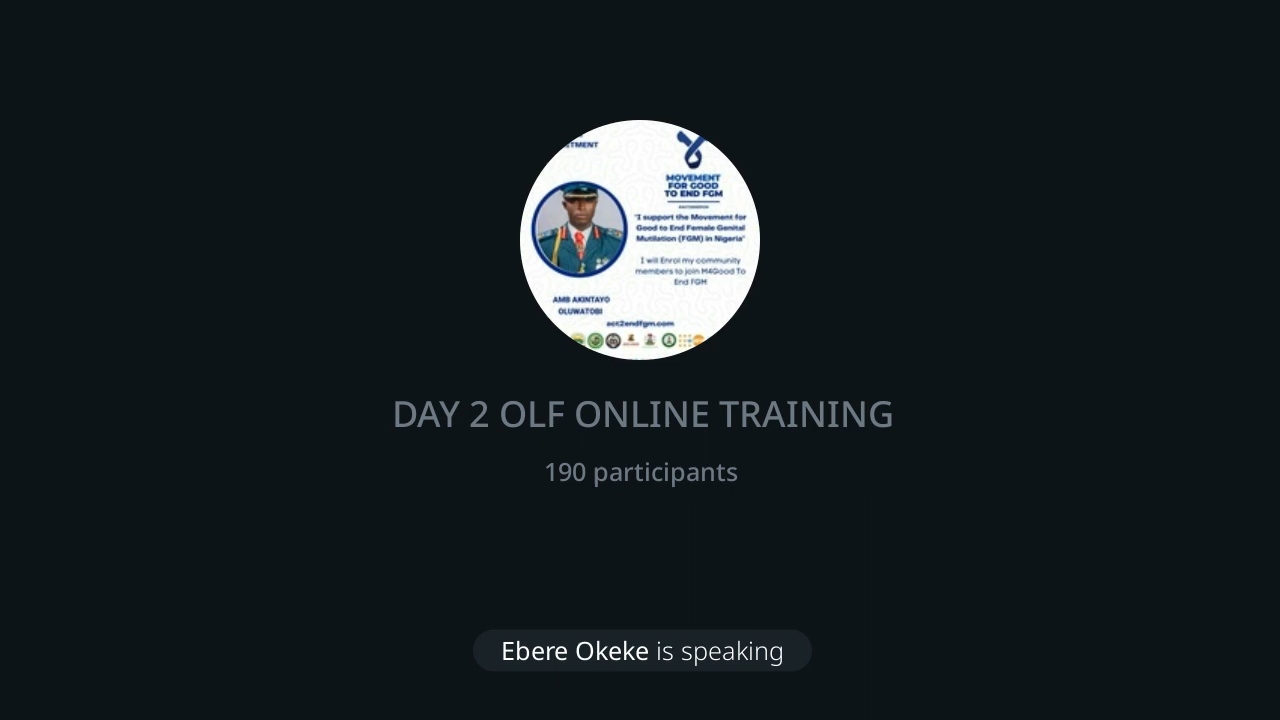 TMENT
MOVEMENT
FOR GOOD
TO END FGM
"I support the Movement for
Good to End Female Genital
Mutilation (FGM) in Nigeria"
I will Enrol my community
members to join M4Good To
End FGM
AMB AKINTAYO
OLUWATOBI
act2endfgm.com
DAY 2 OLF ONLINE TRAINING
190 participants
Ebere Okeke is speaking